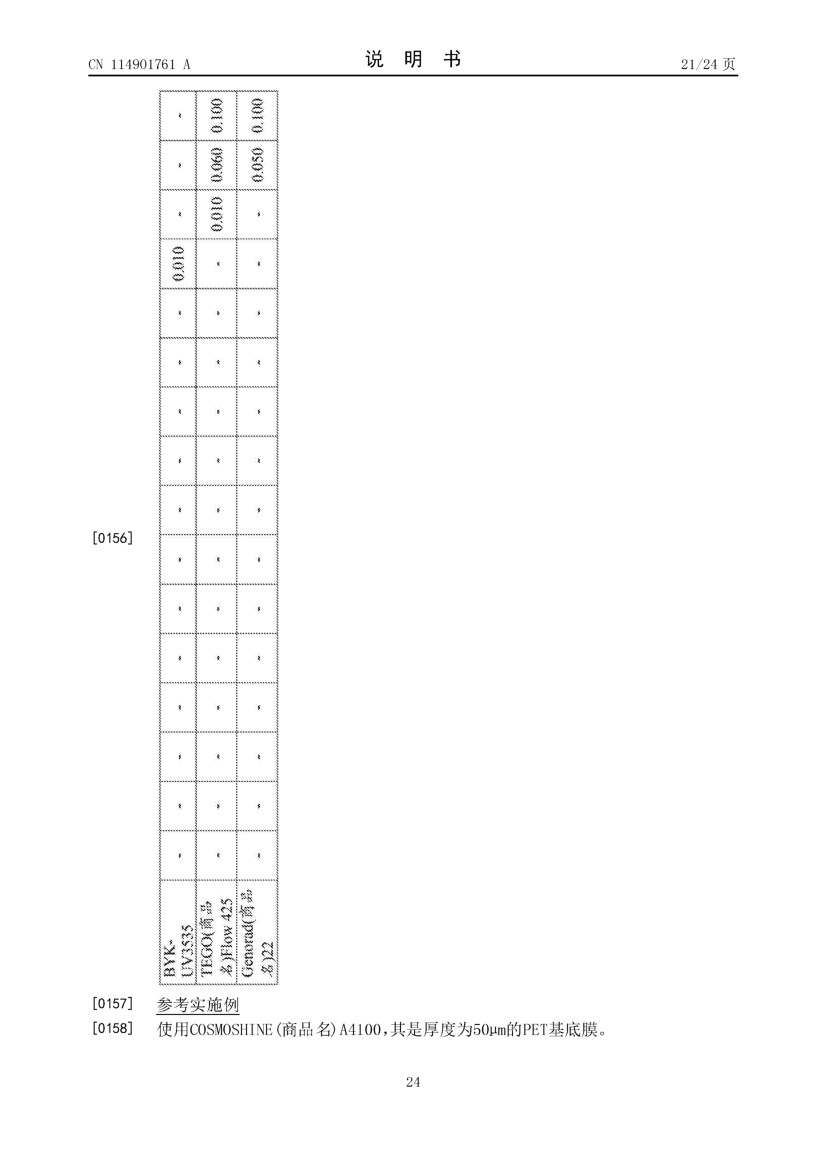 CN 114901761 A
说 明 书
21/24 页
[0156]
BYK-
UV3535
- - - - - - - - - - - - 0.010 - - -
TEGO(商品
名)Flow 425
- - - - - - - - - - - - - 0.010 0.060 0.100
Genorad(商品
名)22
- - - - - - - - - - - - - - 0.050 0.100
[0157] 参考实施例
[0158] 使用COSMOSHINE(商品名)A4100,其是厚度为50μm的PET基底膜。
24